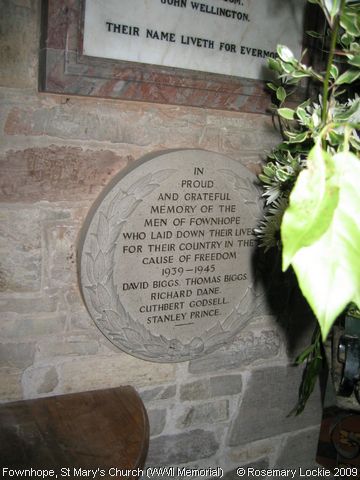 TOM.
JOHN WELLINGTON.
THEIR NAME LIVETH FOR EVERMO
IN
PROUD
AND GRATEFUL
MEMORY OF THE
MEN OF FOWNHOPE
WHO LAID DOWN THEIR LIVE
FOR THEIR COUNTRY IN THE
CAUSE OF FREEDOM
1939-1945
DAVID BIGGS. THOMAS BIGGS.
RICHARD DANE.
CUTHBERT GODSELL.
STANLEY PRINCE.
Fownhope, St Mary's Church (WWII Memorial) © Rosemary Lockie 2009